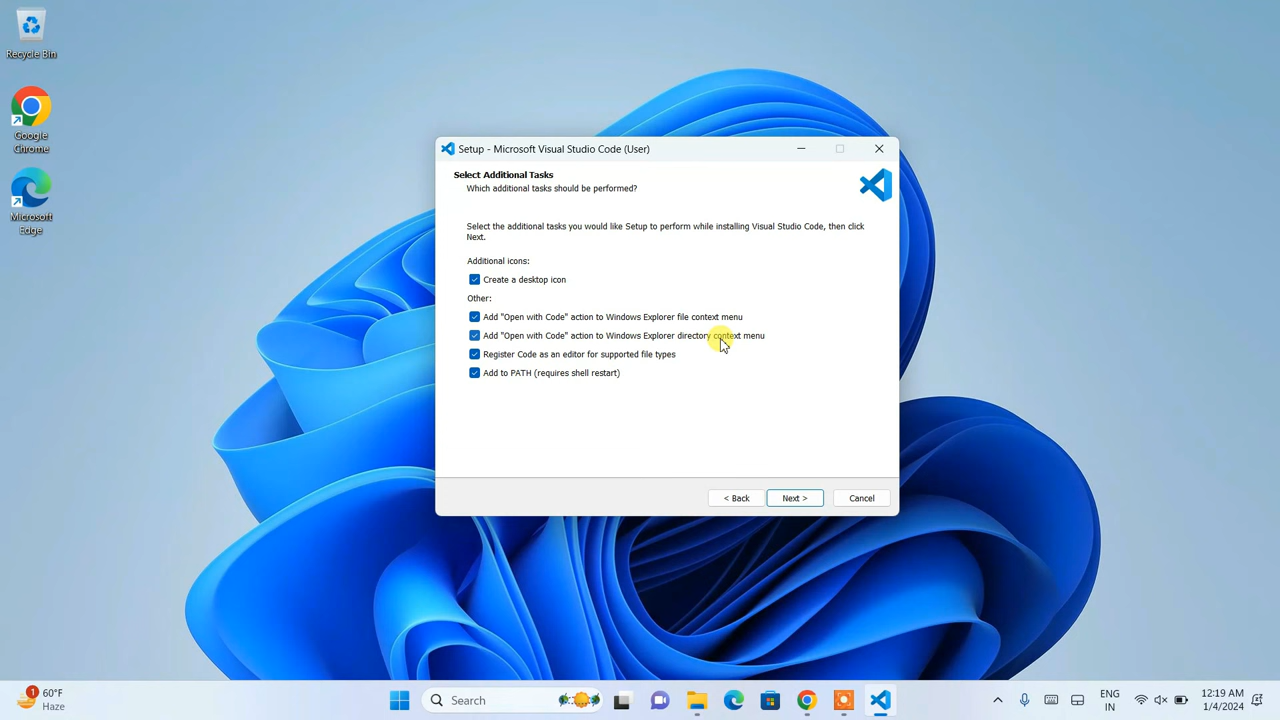 Recycle Bin
Google
Chrome
Microsoft
Edge
Setup - Microsoft Visual Studio Code (User)
Select Additional Tasks
Which additional tasks should be performed?
Select the additional tasks you would like Setup to perform while installing Visual Studio Code, then click
Next.
Additional icons:
Create a desktop icon
Other:
Add "Open with Code" action to Windows Explorer file context menu
Add "Open with Code" action to Windows Explorer directory context menu
Register Code as an editor for supported file types
Add to PATH (requires shell restart)
< Back
Next >
Cancel
1
60°F
Haze
Search
ENG
IN
12:19 AM
1/4/2024